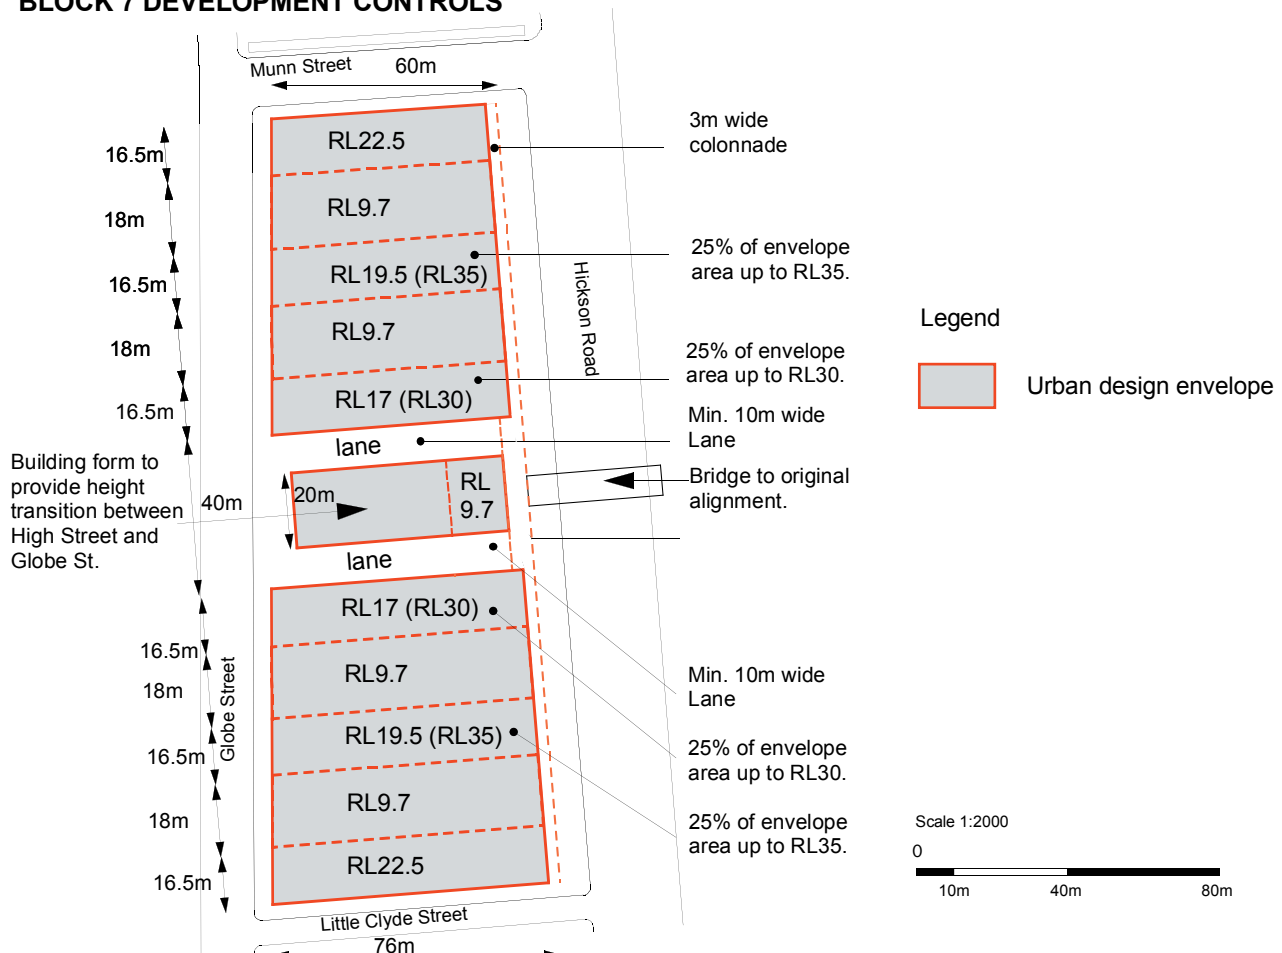 BLOCK 7 DEVELOPMENT CONTROLS
Munn Street
60m
16.5m
18m
16.5m
18m
16.5m
40m
16.5m
18m
16.5m
18m
16.5m
Building form to
provide height
transition between
High Street and
Globe St.
RL22.5
RL9.7
RL19.5 (RL35)
RL9.7
RL17 (RL30)
lane
20m
RL
9.7
lane
RL17 (RL30)
RL9.7
RL19.5 (RL35)
RL9.7
RL22.5
Globe Street
Little Clyde Street
76m
Hickson Road
3m wide
colonnade
25% of envelope
area up to RL35.
25% of envelope
area up to RL30.
Min. 10m wide
Lane
Bridge to original
alignment.
Min. 10m wide
Lane
25% of envelope
area up to RL30.
25% of envelope
area up to RL35.
Legend
Urban design envelope
Scale 1:2000
0
10m 40m 80m